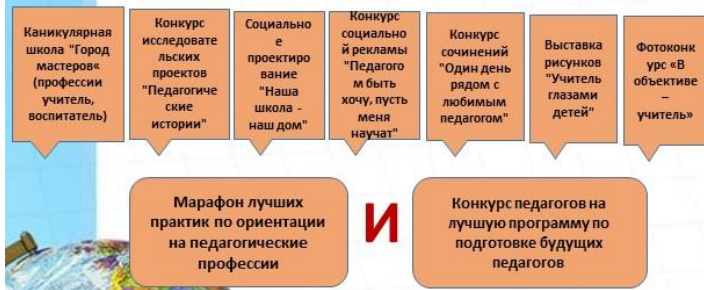 Каникулярная
школа "Город
мастеров«
(профессии
учитель,
воспитатель)
Конкурс
исследовате
льских
проектов
"Педагогиче
ские
истории"
Социально
е
проектиро
вание
"Наша
школа -
наш дом"
Конкурс
социально
й рекламы
"Педагого
м быть
хочу, пусть
меня
научат"
Конкурс
сочинений
"Один день
рядом с
любимым
педагогом"
Выставка
рисунков
"Учитель
глазами
детей"
Фотоконк
урс «В
объективе
–
учитель»
Марафон лучших
практик по ориентации
на педагогические
профессии
И
Конкурс педагогов на
лучшую программу по
подготовке будущих
педагогов